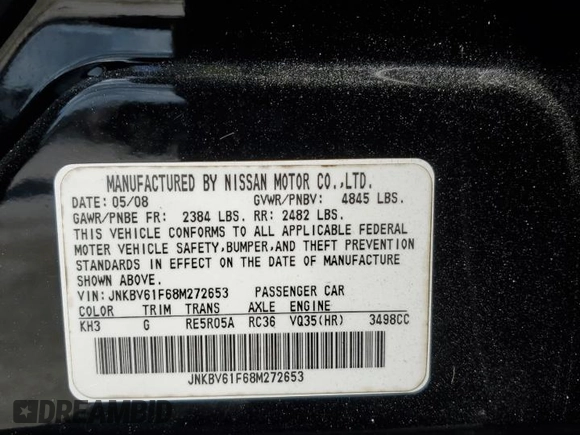 MANUFACTURED BY NISSAN MOTOR CO.,LTD.
DATE: 05/08 GVWR/PNBV: 4845 LBS.
GAWR/PNBE FR: 2384 LBS. RR: 2482 LBS.
THIS VEHICLE CONFORMS TO ALL APPLICABLE FEDERAL
MOTOR VEHICLE SAFETY, BUMPER, AND THEFT PREVENTION
STANDARDS IN EFFECT ON THE DATE OF MANUFACTURE
SHOWN ABOVE.
VIN: JNKBV61F68M272653 PASSENGER CAR
COLOR TRIM TRANS AXLE ENGINE
KH3 G RE5R05A RC36 VQ35(HR) 3498CC
JNKBV61F68M272653
DREAMBID